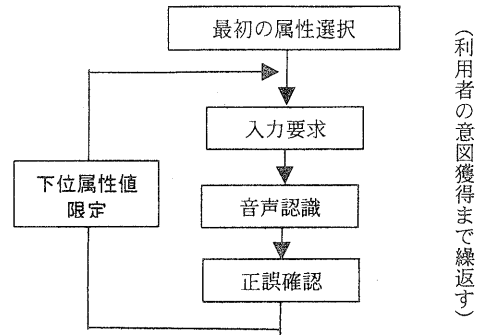 最初の属性選択
入力要求
音声認識
正誤確認
下位属性値
限定
（利用者の意図獲得まで繰返す）